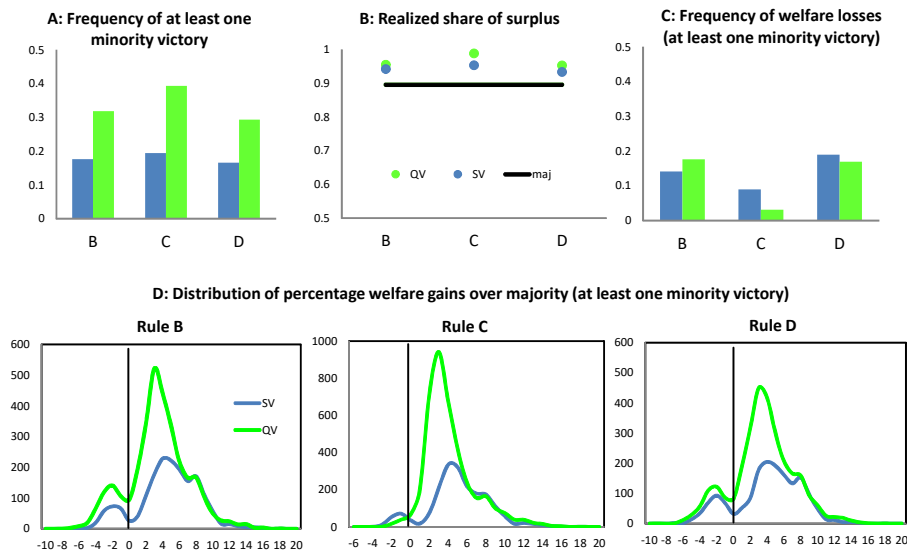 A: Frequency of at least one
minority victory
0.5
0.4
0.3
0.2
0.1
0
B C D
B: Realized share of surplus
1
0.9
0.8
0.7
0.6
0.5
QV SV maj
B C D
C: Frequency of welfare losses
(at least one minority victory)
0.5
0.4
0.3
0.2
0.1
0
B C D
D: Distribution of percentage welfare gains over majority (at least one minority victory)
Rule B
600
500
400
300
200
100
0
SV
QV
-10 -8 -6 -4 -2 0 2 4 6 8 10 12 14 16 18 20
Rule C
1000
800
600
400
200
0
-6 -4 -2 0 2 4 6 8 10 12 14 16 18 20
Rule D
600
500
400
300
200
100
0
-10 -8 -6 -4 -2 0 2 4 6 8 10 12 14 16 18 20